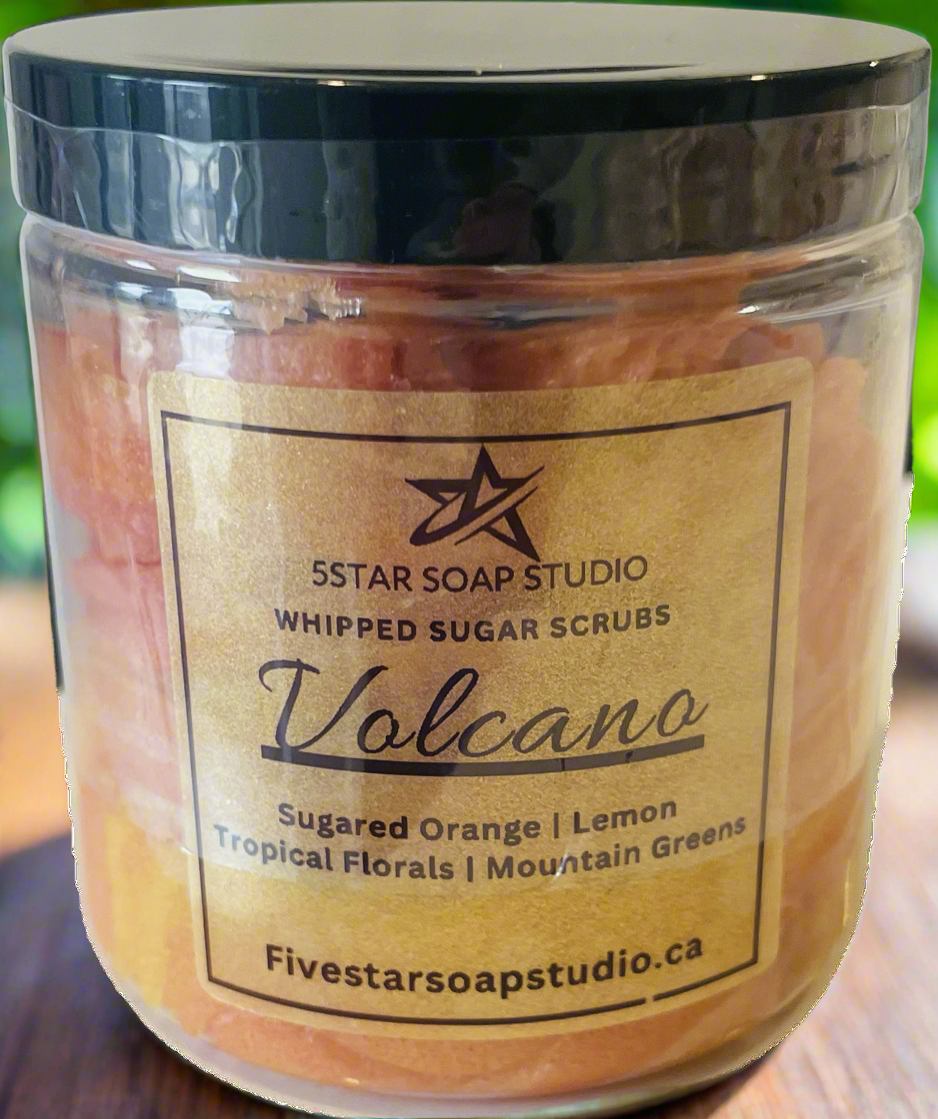 5STAR SOAP STUDIO
WHIPPED SUGAR SCRUBS
Volcano
Sugared Orange | Lemon
Tropical Florals | Mountain Greens
Fivestarsoapstudio.ca